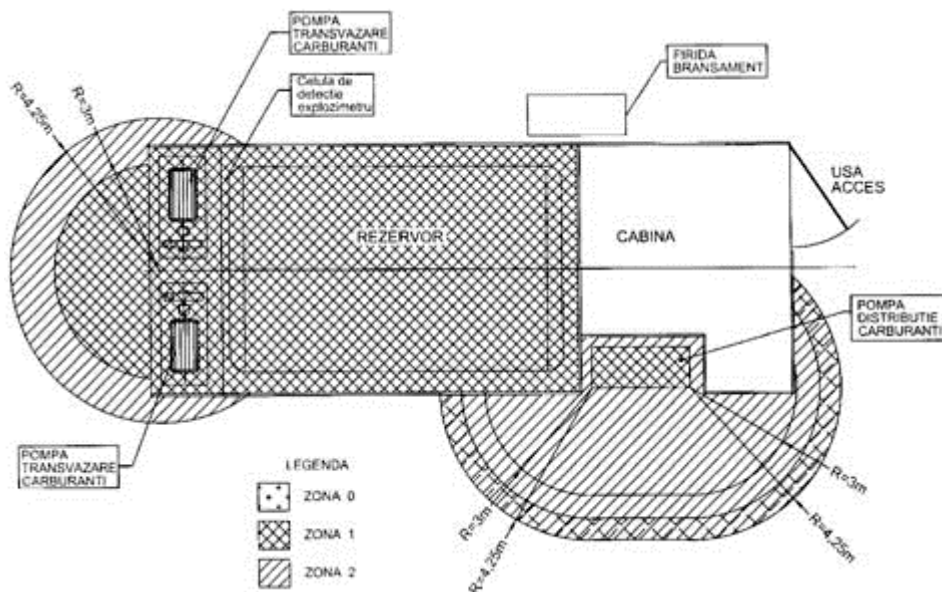 POMPA
TRANSVAZARE
CARBURANTI
FIRIDA
BRANSAMENT
Celula de
detectie
explozimetru
R=4,25m
R=3m
USA
ACCES
REZERVOR
CABINA
POMPA
DISTRIBUTIE
CARBURANTI
POMPA
TRANSVAZARE
CARBURANTI
LEGENDA
ZONA 0
ZONA 1
ZONA 2
R=3m
R=4,25m
R=3m
R=4,25m